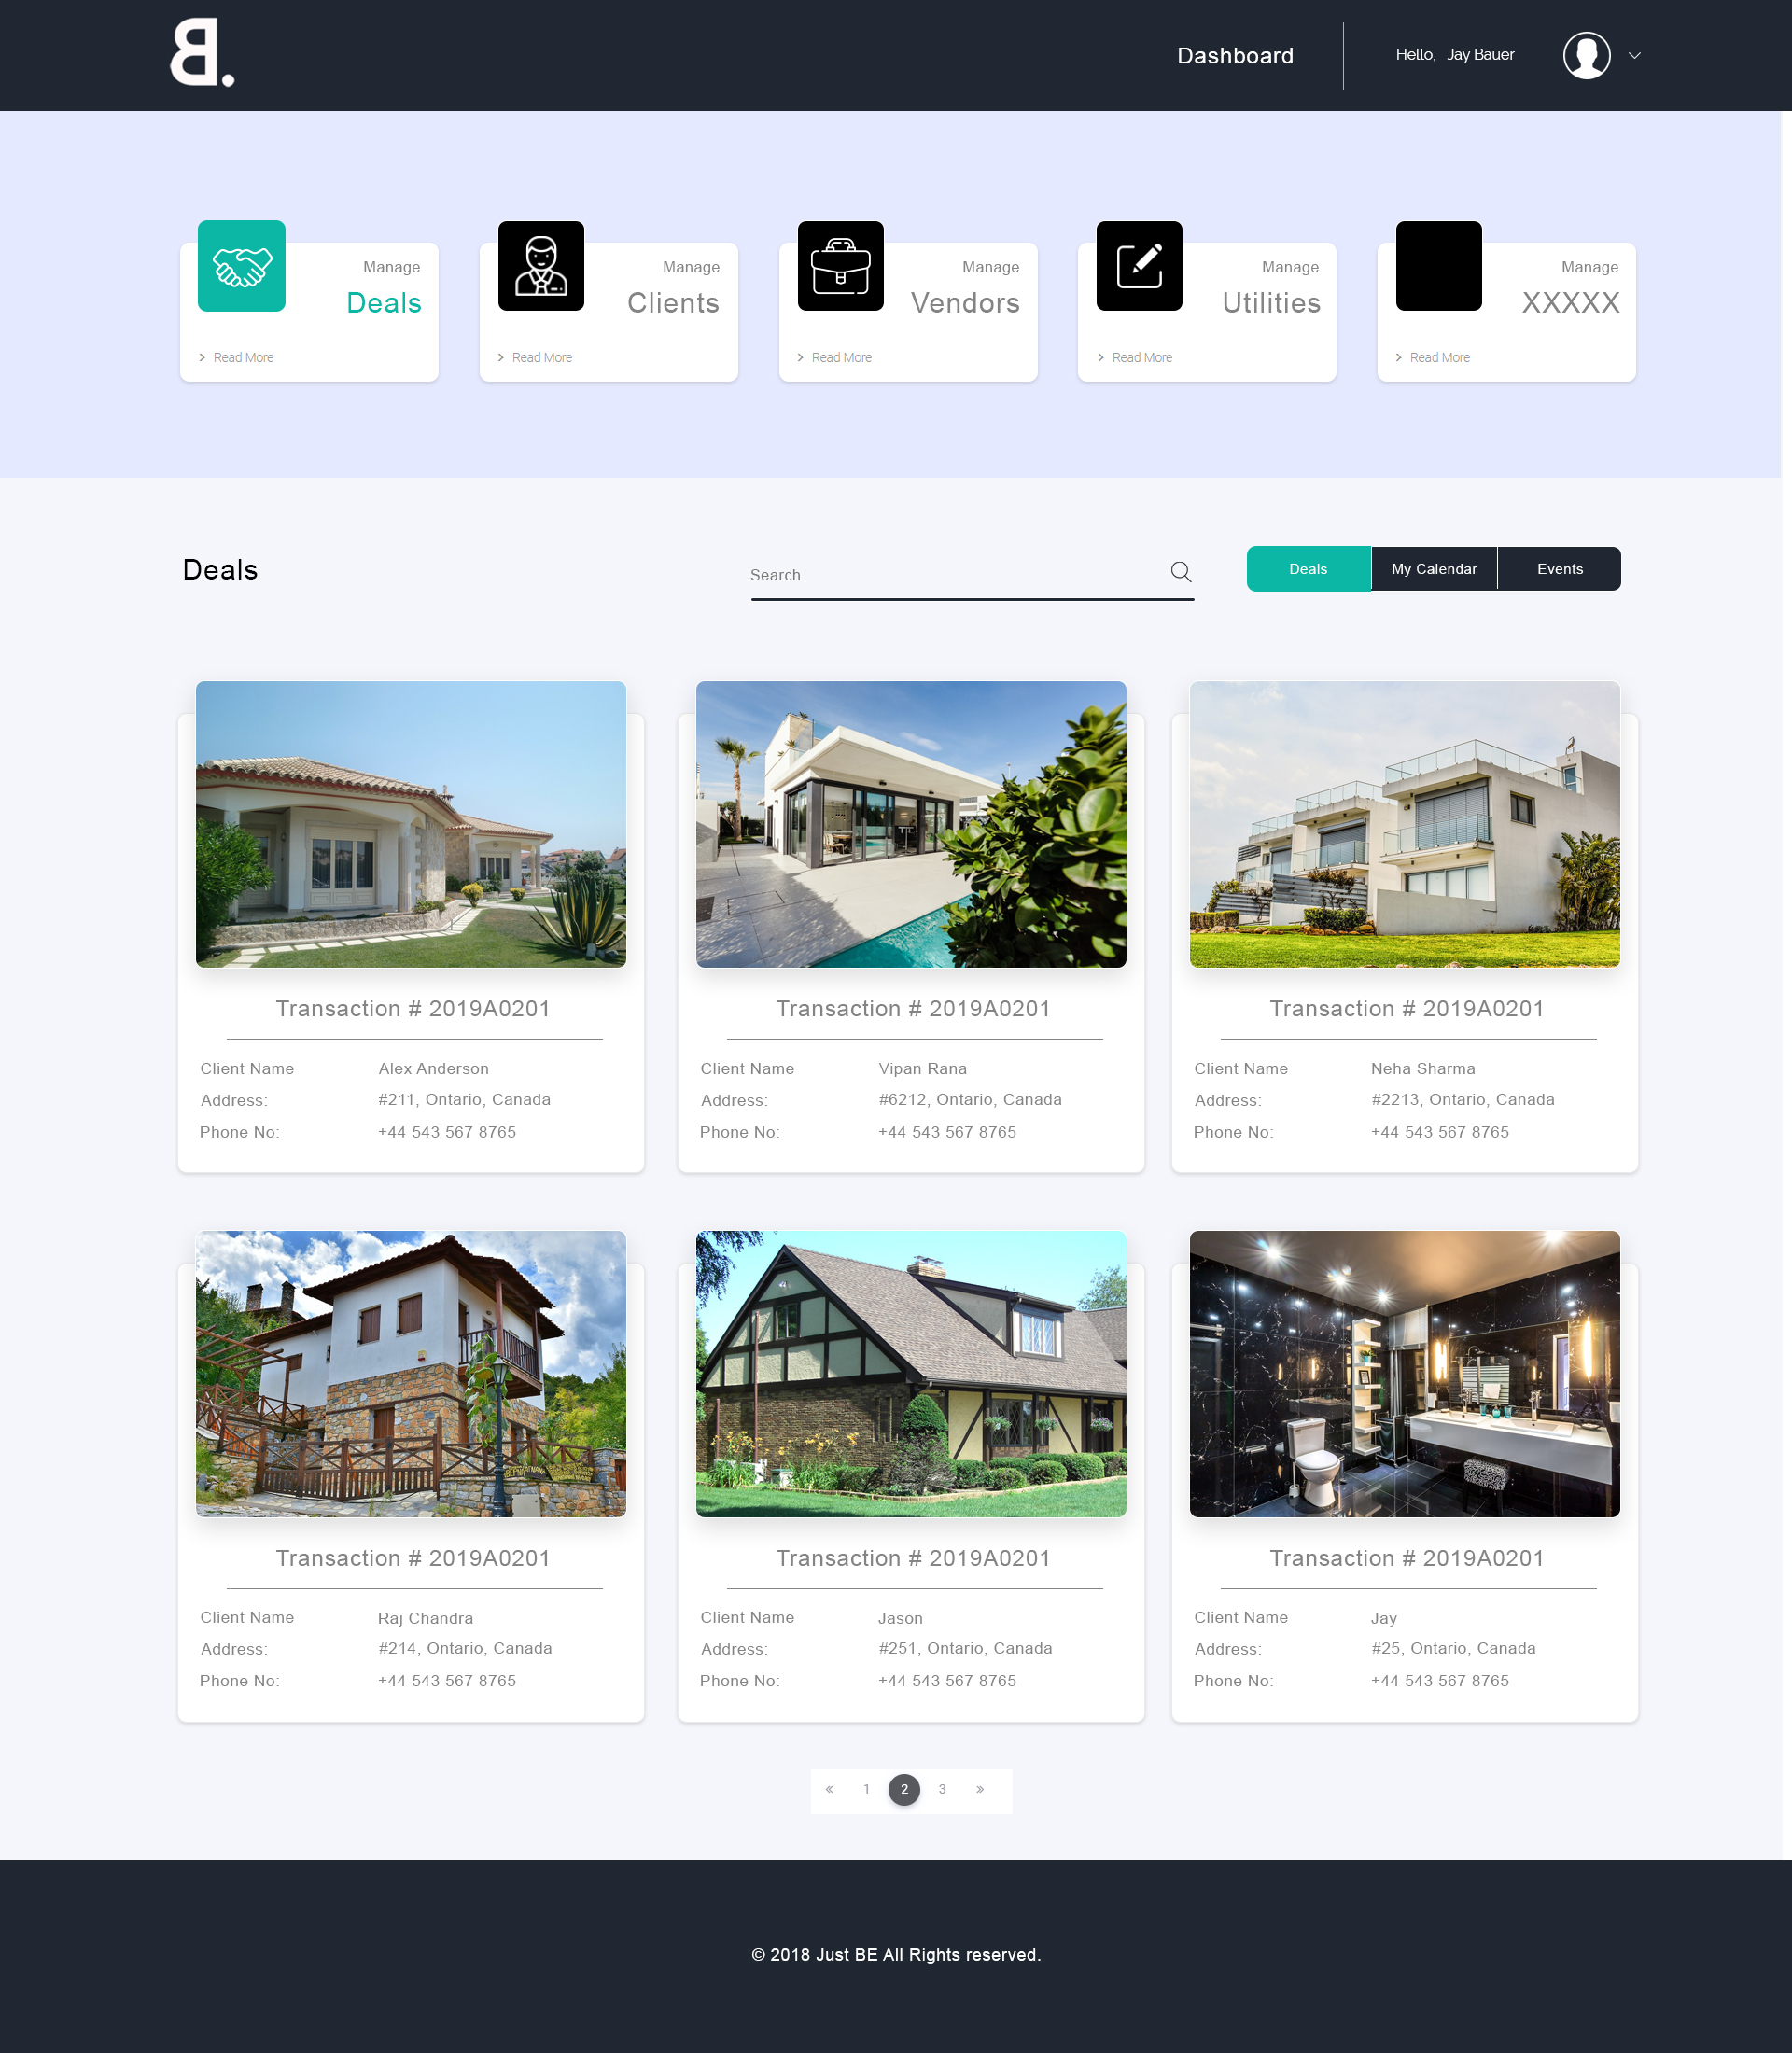 B.
Dashboard
Hello, Jay Bauer
Manage
Deals
Read More
Manage
Clients
Read More
Manage
Vendors
Read More
Manage
Utilities
Read More
Manage
XXXXX
Read More
Deals
Search
Deals
My Calendar
Events
Transaction # 2019A0201
Client Name Alex Anderson
Address: #211, Ontario, Canada
Phone No: +44 543 567 8765
Transaction # 2019A0201
Client Name Vipan Rana
Address: #6212, Ontario, Canada
Phone No: +44 543 567 8765
Transaction # 2019A0201
Client Name Neha Sharma
Address: #2213, Ontario, Canada
Phone No: +44 543 567 8765
Transaction # 2019A0201
Client Name Raj Chandra
Address: #214, Ontario, Canada
Phone No: +44 543 567 8765
Transaction # 2019A0201
Client Name Jason
Address: #251, Ontario, Canada
Phone No: +44 543 567 8765
Transaction # 2019A0201
Client Name Jay
Address: #25, Ontario, Canada
Phone No: +44 543 567 8765
« 1 2 3 »
© 2018 Just BE All Rights reserved.